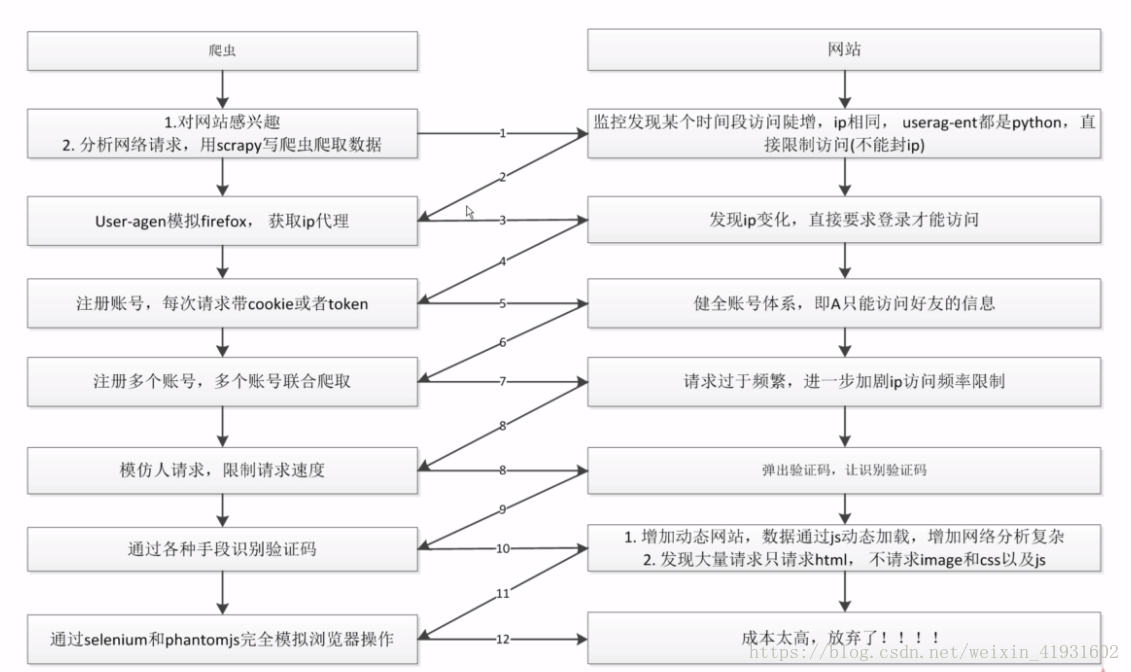 爬虫
网站
1.对网站感兴趣
2. 分析网络请求，用scrapy写爬虫爬取数据
1
监控发现某个时间段访问陡增，ip相同， userag-ent都是python，直
接限制访问(不能封ip)
2
User-agen模拟firefox， 获取ip代理
3
发现ip变化，直接要求登录才能访问
4
注册账号，每次请求带cookie或者token
5
健全账号体系，即A只能访问好友的信息
6
注册多个账号，多个账号联合爬取
7
请求过于频繁，进一步加剧ip访问频率限制
8
模仿人请求，限制请求速度
8
弹出验证码，让识别验证码
9
通过各种手段识别验证码
10
1. 增加动态网站，数据通过js动态加载，增加网络分析复杂
2. 发现大量请求只请求html， 不请求image和css以及js
11
通过selenium和phantomjs完全模拟浏览器操作
12
成本太高，放弃了！！！！
https://blog.csdn.net/weixin_41931602